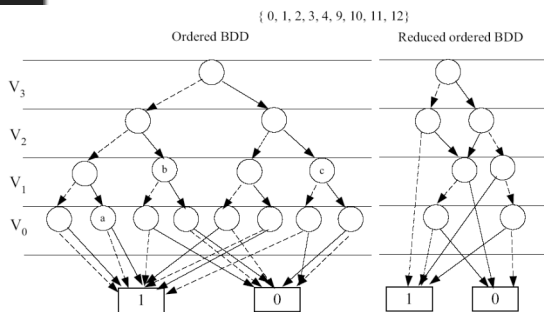 { 0, 1, 2, 3, 4, 9, 10, 11, 12}
Ordered BDD
Reduced ordered BDD
V3
V2
b
c
V1
a
V0
1
0
1
0